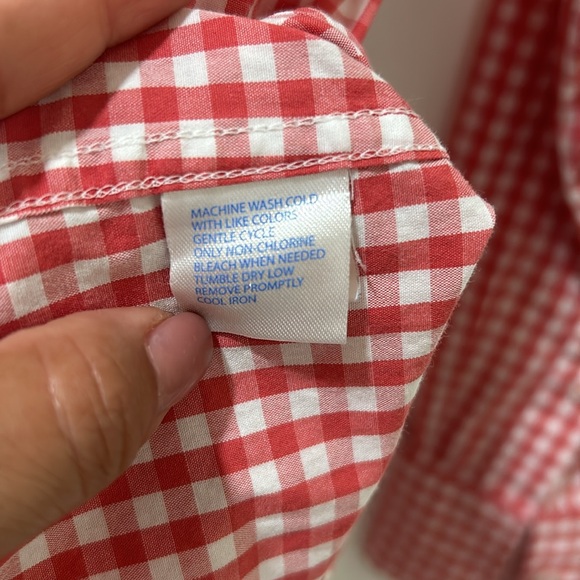 MACHINE WASH COLD
WITH LIKE COLORS
GENTLE CYCLE
ONLY NON-CHLORINE
BLEACH WHEN NEEDED
TUMBLE DRY LOW
REMOVE PROMPTLY
COOL IRON